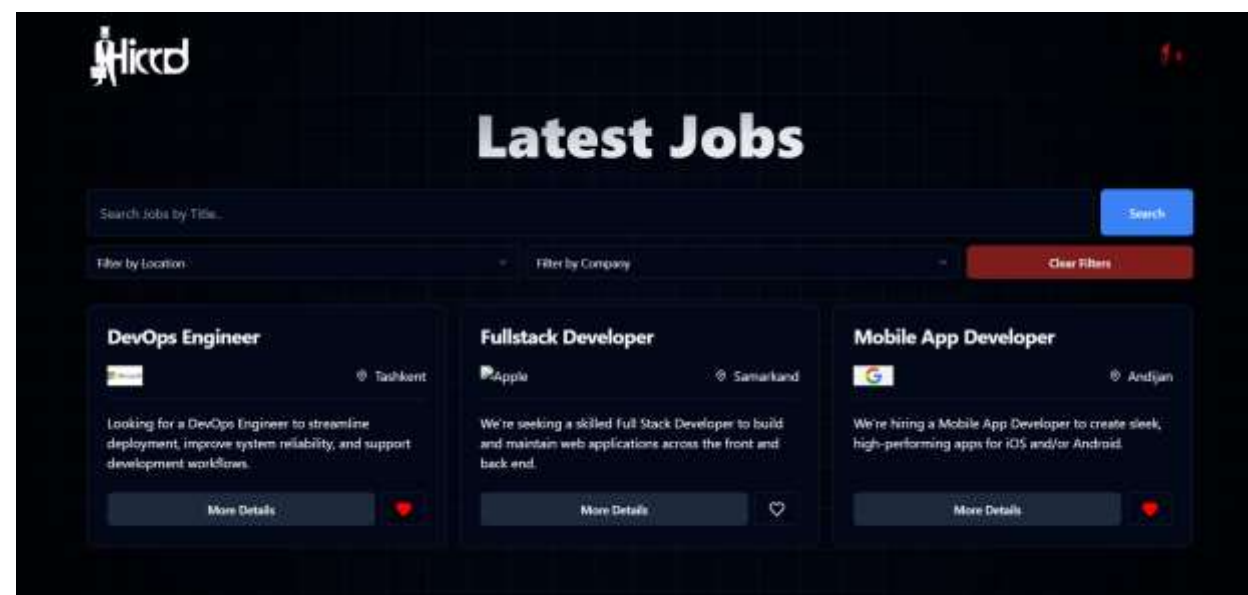 Hirrd
Latest Jobs
Search Jobs by Title..
Search
Filter by Location
Filter by Company
Clear Filters
DevOps Engineer
Fullstack Developer
Mobile App Developer
Microsoft
Tashkent
Apple
Samarkand
G
Andijan
Looking for a DevOps Engineer to streamline
deployment, improve system reliability, and support
development workflows.
We're seeking a skilled Full Stack Developer to build
and maintain web applications across the front and
back end.
We're hiring a Mobile App Developer to create sleek,
high-performing apps for iOS and/or Android.
More Details
More Details
More Details